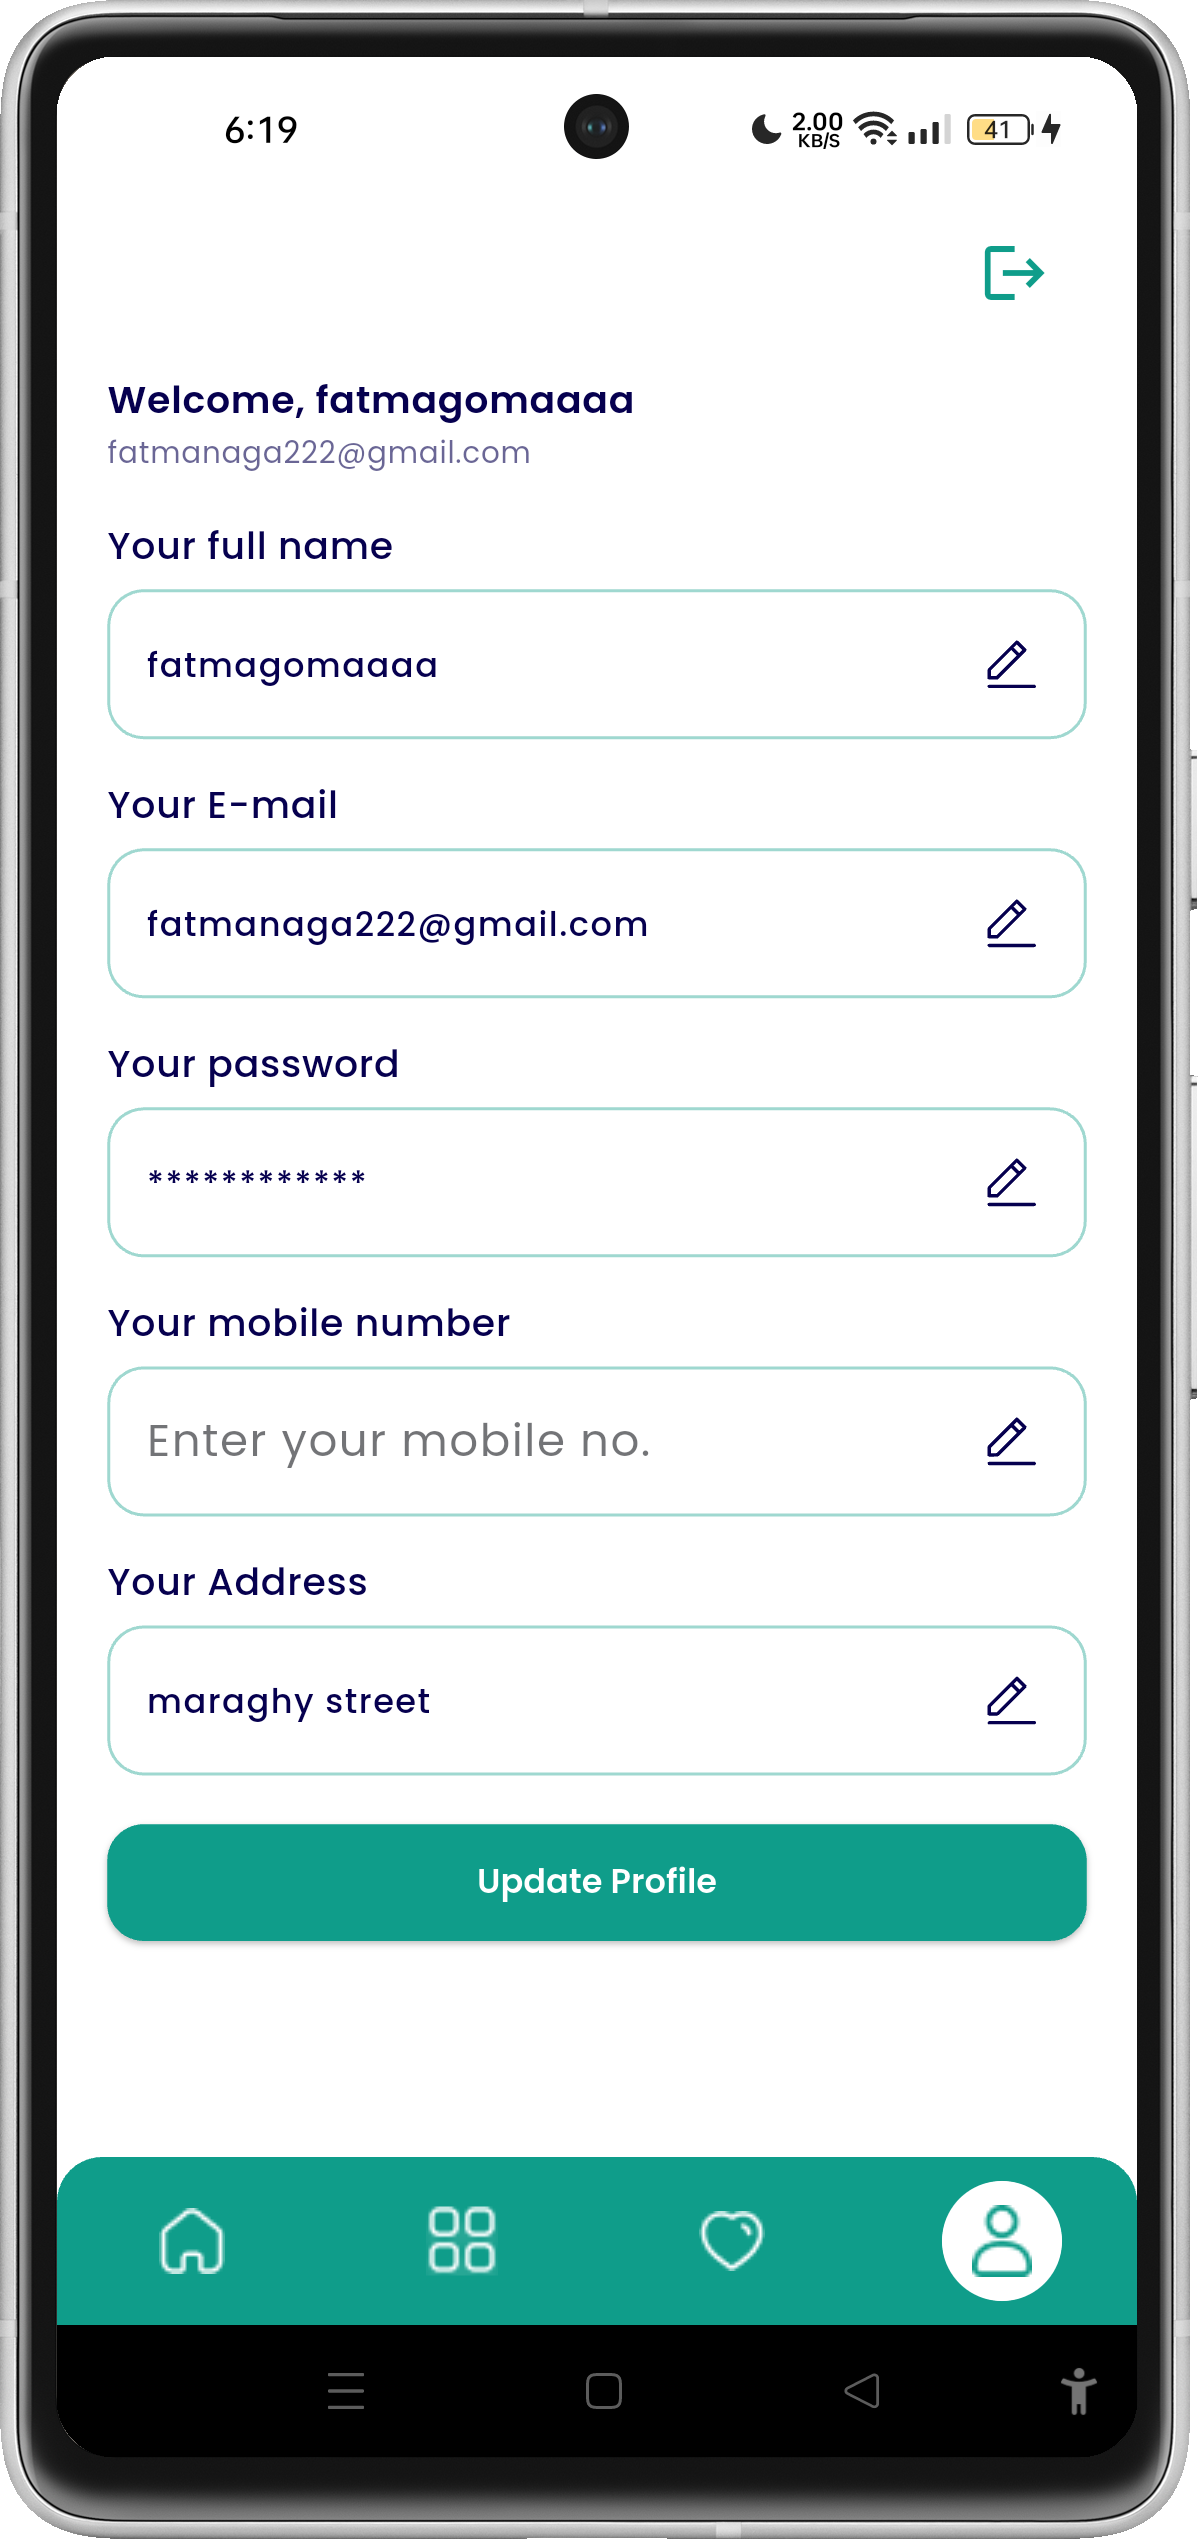 6:19
2.00
KB/S
41
Welcome, fatmagomaaaa
fatmanaga222@gmail.com
Your full name
fatmagomaaaa
Your E-mail
fatmanaga222@gmail.com
Your password
************
Your mobile number
Enter your mobile no.
Your Address
maraghy street
Update Profile